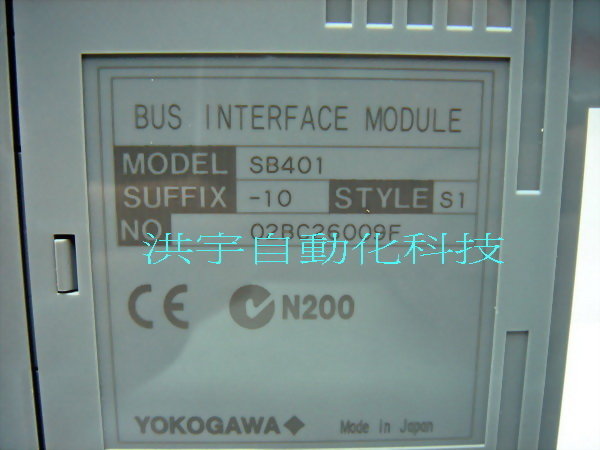 BUS INTERFACE MODULE
MODEL SB401
SUFFIX -10 STYLE S1
NO. 02BC26009F
洪宇自動化科技
CE N200
YOKOGAWA◆ Made in Japan